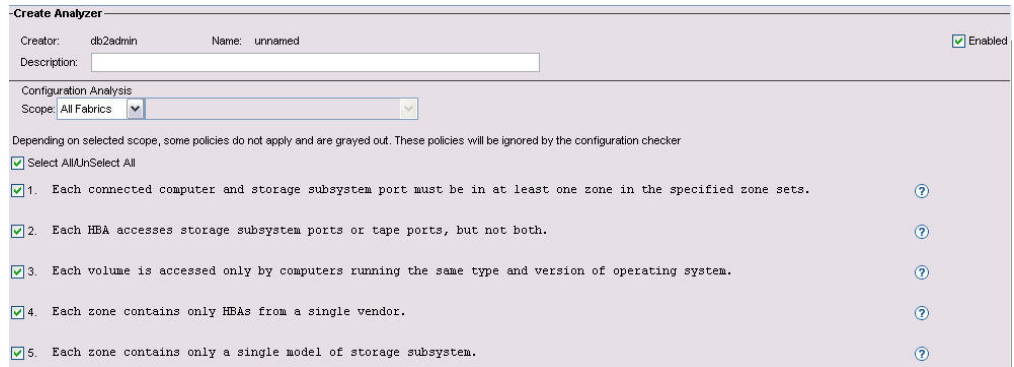 Create Analyzer
Creator: db2admin Name: unnamed Enabled
Description:
Configuration Analysis
Scope: All Fabrics
Depending on selected scope, some policies do not apply and are grayed out. These policies will be ignored by the configuration checker
Select All/UnSelect All
1. Each connected computer and storage subsystem port must be in at least one zone in the specified zone sets. ?
2. Each HBA accesses storage subsystem ports or tape ports, but not both. ?
3. Each volume is accessed only by computers running the same type and version of operating system. ?
4. Each zone contains only HBAs from a single vendor. ?
5. Each zone contains only a single model of storage subsystem. ?